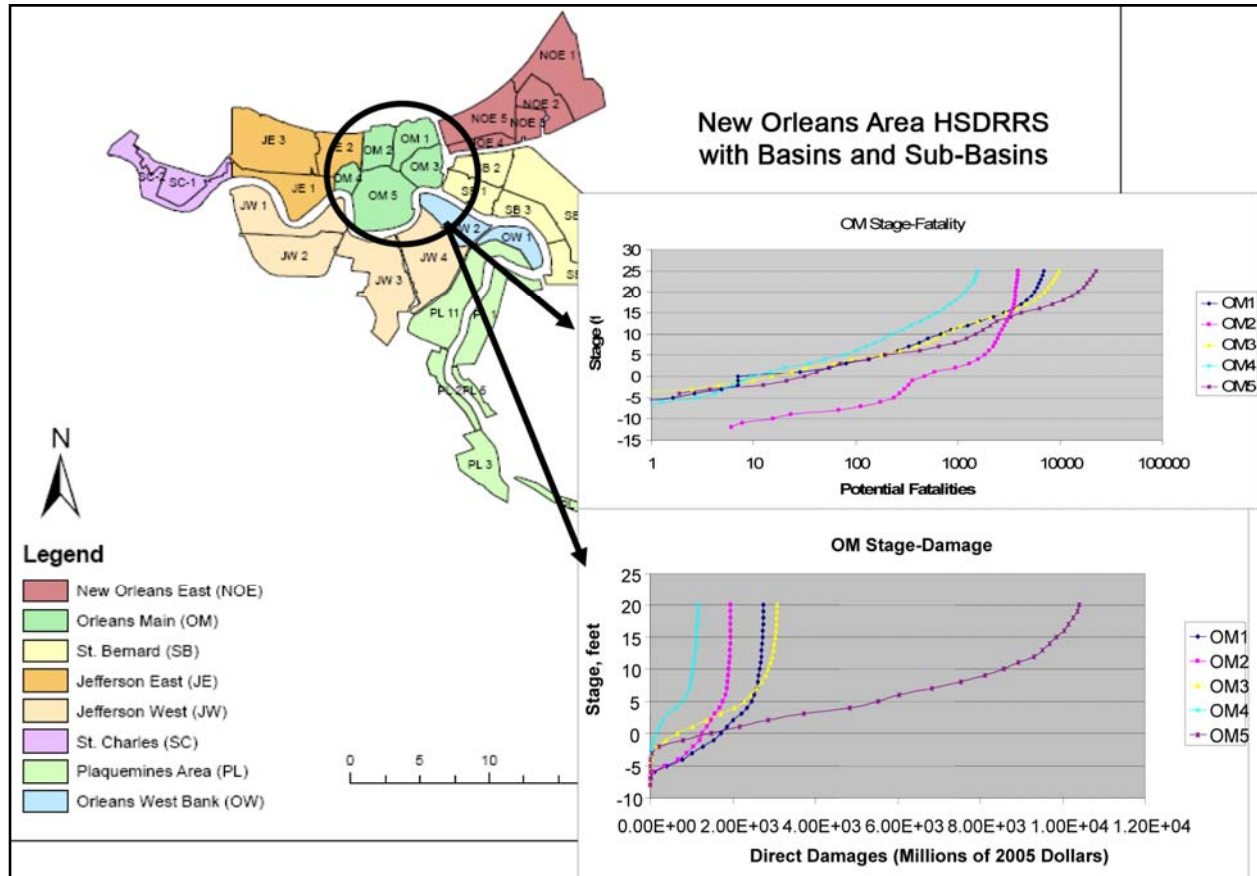 New Orleans Area HSDRRS
with Basins and Sub-Basins
NOE 1
NOE 2
NOE 5
NOE 4
JE 3
OM 2
OM 1
OM 3
OM 4
OM 5
JE 1
SC-1
JW 1
JW 2
JW 3
JW 4
OW 1
SB 3
PL 11
PL 3
N
0 5 10
Legend
New Orleans East (NOE)
Orleans Main (OM)
St. Bernard (SB)
Jefferson East (JE)
Jefferson West (JW)
St. Charles (SC)
Plaquemines Area (PL)
Orleans West Bank (OW)
OM Stage-Fatality
30
25
20
15
10
5
0
-5
-10
-15
Stage (
1 10 100 1000 10000 100000
Potential Fatalities
OM1
OM2
OM3
OM4
OM5
OM Stage-Damage
25
20
15
10
5
0
-5
-10
Stage, feet
0.00E+00 2.00E+03 4.00E+03 6.00E+03 8.00E+03 1.00E+04 1.20E+04
Direct Damages (Millions of 2005 Dollars)
OM1
OM2
OM3
OM4
OM5